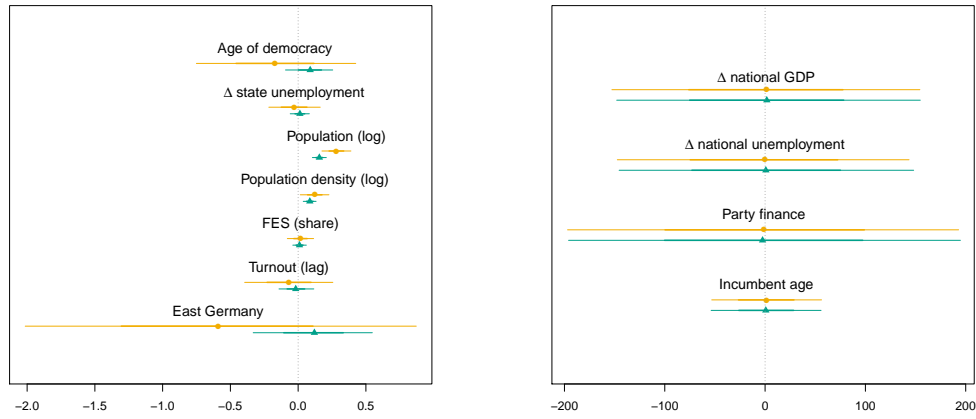 Age of democracy
Δ state unemployment
Population (log)
Population density (log)
FES (share)
Turnout (lag)
East Germany
−2.0 −1.5 −1.0 −0.5 0.0 0.5
Δ national GDP
Δ national unemployment
Party finance
Incumbent age
−200 −100 0 100